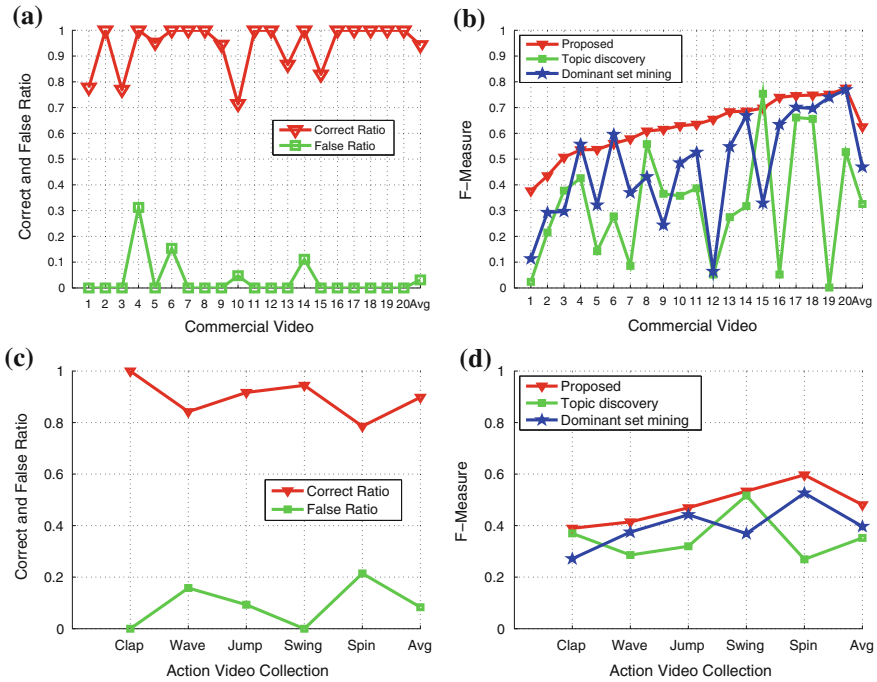 (a)
Correct and False Ratio
1
0.9
0.8
0.7
0.6
0.5
0.4
0.3
0.2
0.1
0
Correct Ratio
False Ratio
1 2 3 4 5 6 7 8 9 10 11 12 13 14 15 16 17 18 19 20 Avg
Commercial Video
(b)
F-Measure
1
0.9
0.8
0.7
0.6
0.5
0.4
0.3
0.2
0.1
0
Proposed
Topic discovery
Dominant set mining
1 2 3 4 5 6 7 8 9 10 11 12 13 14 15 16 17 18 19 20 Avg
Commercial Video
(c)
Correct and False Ratio
1
0.8
0.6
0.4
0.2
0
Correct Ratio
False Ratio
Clap Wave Jump Swing Spin Avg
Action Video Collection
(d)
F-Measure
1
0.8
0.6
0.4
0.2
0
Proposed
Topic discovery
Dominant set mining
Clap Wave Jump Swing Spin Avg
Action Video Collection